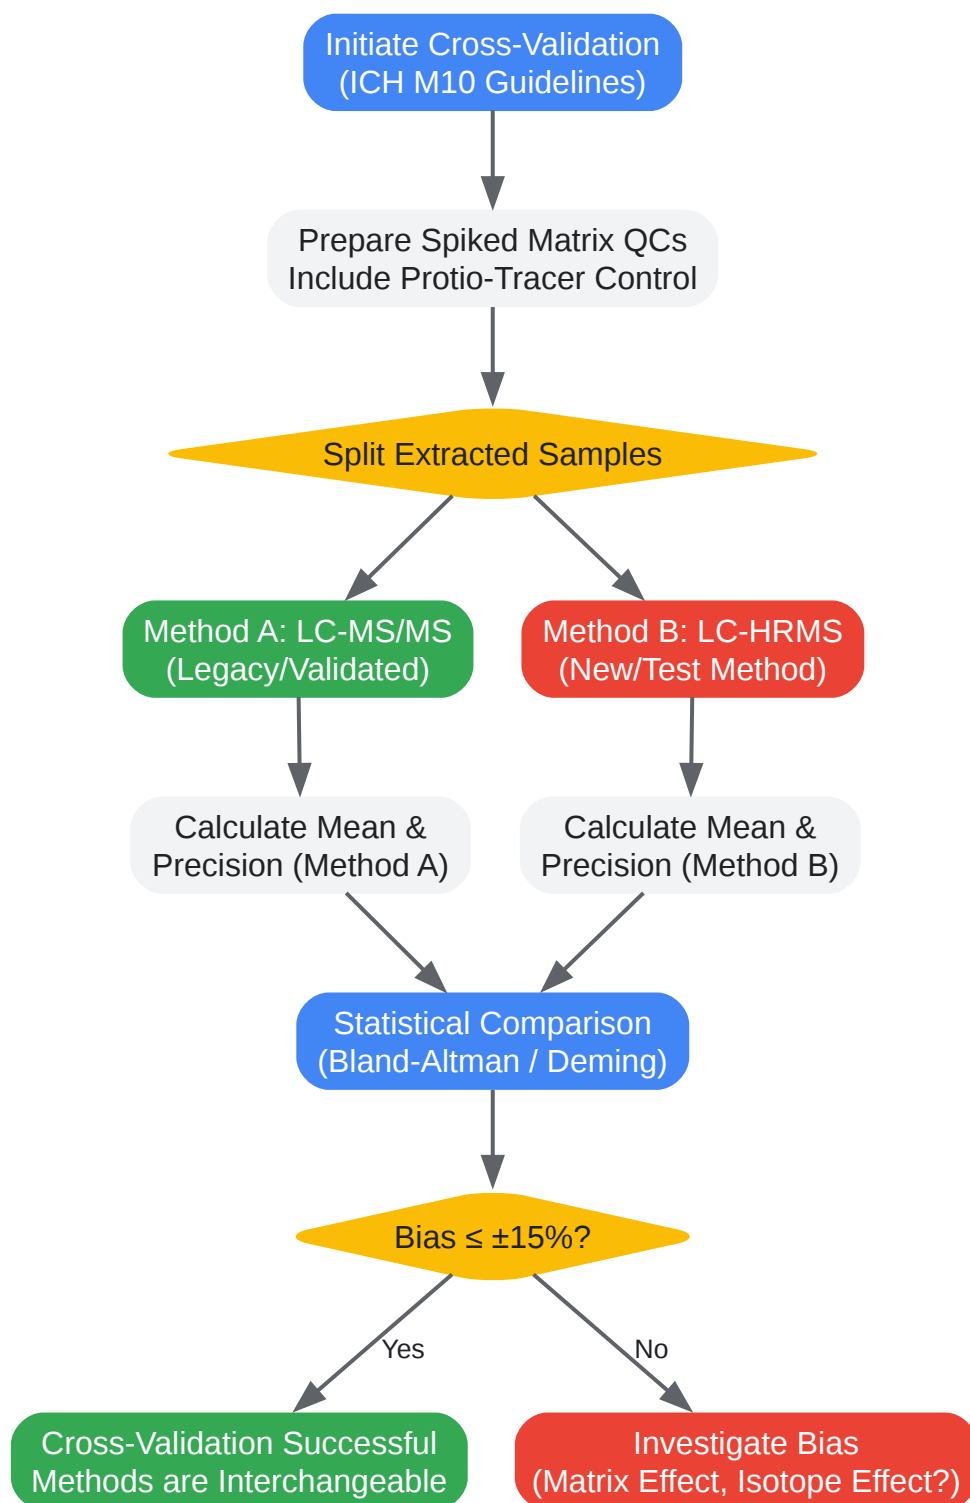 Initiate Cross-Validation
(ICH M10 Guidelines)
Prepare Spiked Matrix QCs
Include Protio-Tracer Control
Split Extracted Samples
Method A: LC-MS/MS
(Legacy/Validated)
Method B: LC-HRMS
(New/Test Method)
Calculate Mean &
Precision (Method A)
Calculate Mean &
Precision (Method B)
Statistical Comparison
(Bland-Altman / Deming)
Bias ≤ ±15%?
Yes
No
Cross-Validation Successful
Methods are Interchangeable
Investigate Bias
(Matrix Effect, Isotope Effect?)